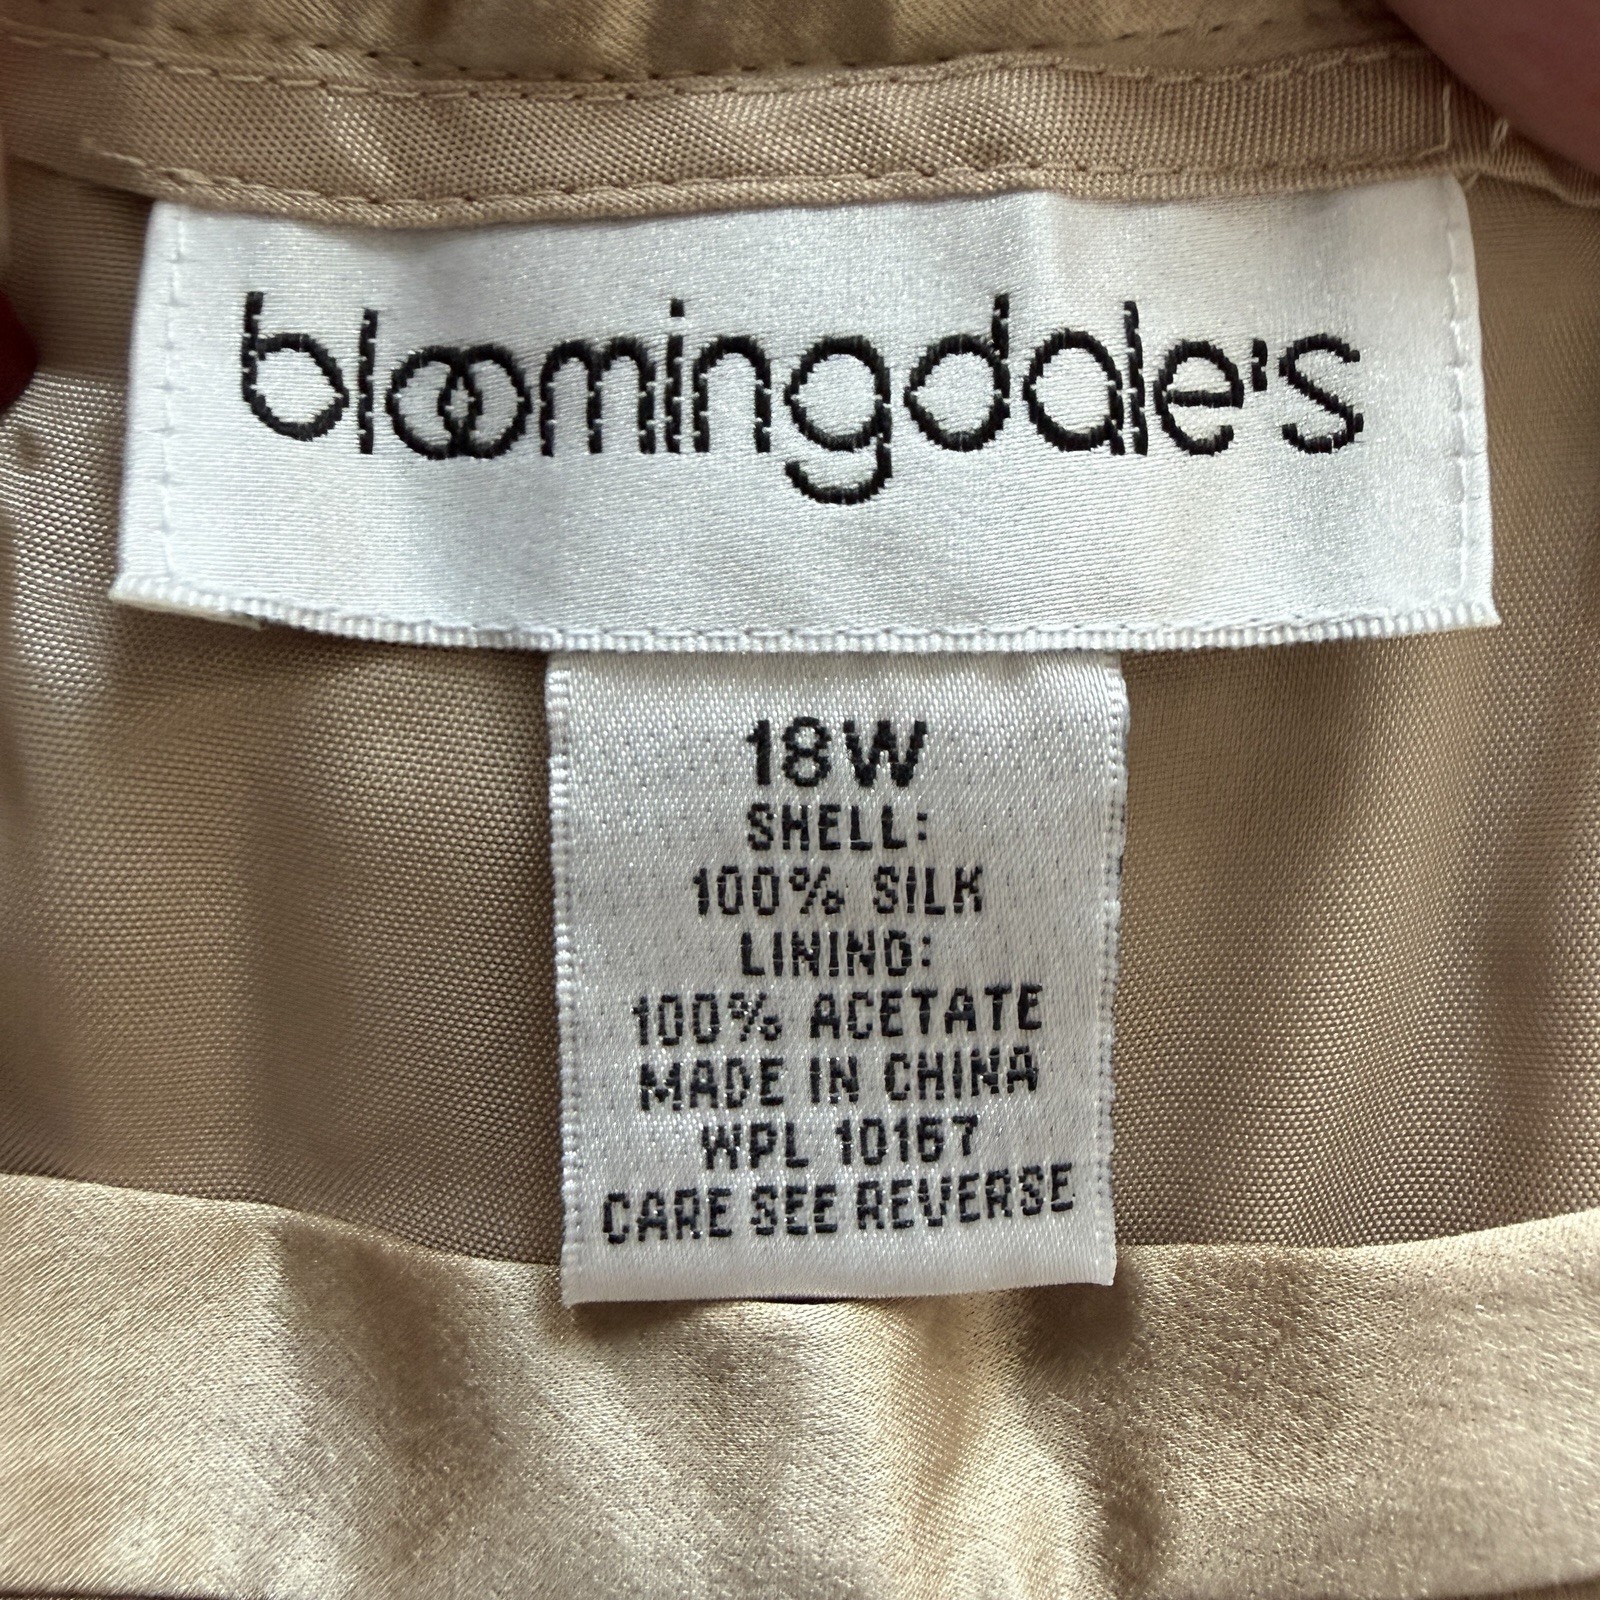 bloomingdale's
18W
SHELL:
100% SILK
LINING:
100% ACETATE
MADE IN CHINA
WPL 10167
CARE SEE REVERSE